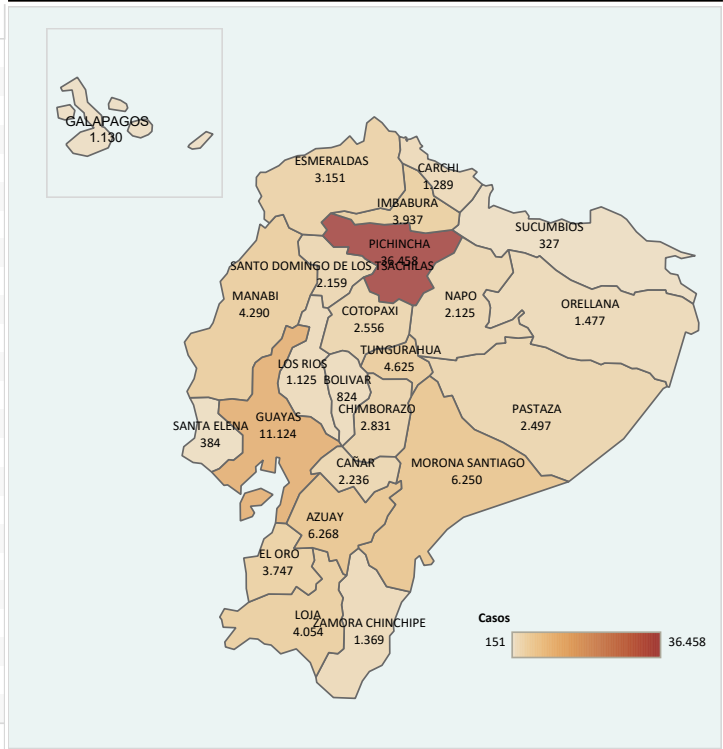 GALAPAGOS
1.130
ESMERALDAS
3.151
CARCHI
1.289
IMBABURA
3.937
SUCUMBIOS
327
PICHINCHA
36.458
SANTO DOMINGO DE LOS TSACHILAS
2.159
MANABI
4.290
NAPO
2.125
ORELLANA
1.477
COTOPAXI
2.556
TUNGURAHUA
4.625
LOS RIOS
1.125
BOLIVAR
824
CHIMBORAZO
2.831
PASTAZA
2.497
SANTA ELENA
384
GUAYAS
11.124
CAÑAR
2.236
MORONA SANTIAGO
6.250
AZUAY
6.268
EL ORO
3.747
LOJA
4.054
ZAMORA CHINCHIPE
1.369
Casos
151 36.458